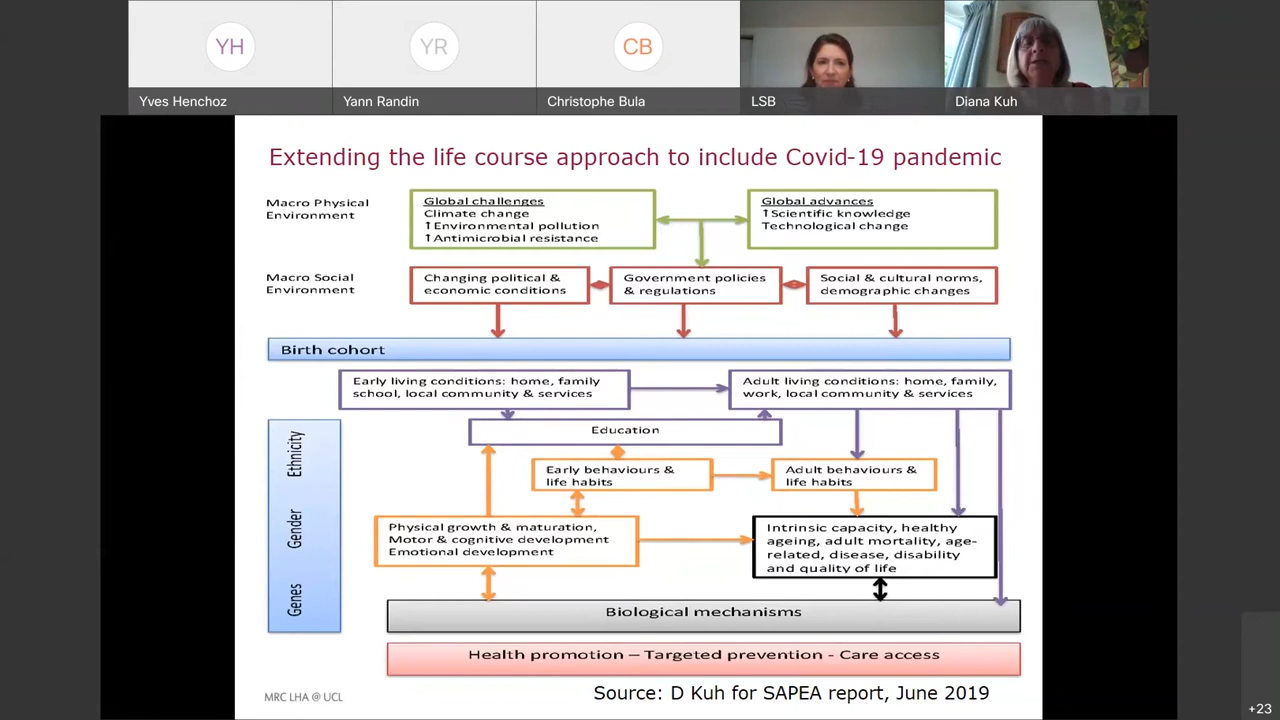 YH
YR
CB
Yves Henchoz
Yann Randin
Christophe Bula
LSB
Diana Kuh
Extending the life course approach to include Covid-19 pandemic
Macro Physical
Environment
Global challenges
Climate change
↑Environmental pollution
↑Antimicrobial resistance
Global advances
↑Scientific knowledge
Technological change
Macro Social
Environment
Changing political &
economic conditions
Government policies
& regulations
Social & cultural norms,
demographic changes
Birth cohort
Early living conditions: home, family
school, local community & services
Adult living conditions: home, family,
work, local community & services
Education
Ethnicity
Gender
Genes
Early behaviours &
life habits
Adult behaviours &
life habits
Physical growth & maturation,
Motor & cognitive development
Emotional development
Intrinsic capacity, healthy
ageing, adult mortality, age-
related, disease, disability
and quality of life
Biological mechanisms
Health promotion – Targeted prevention - Care access
MRC LHA @ UCL
Source: D Kuh for SAPEA report, June 2019
+23